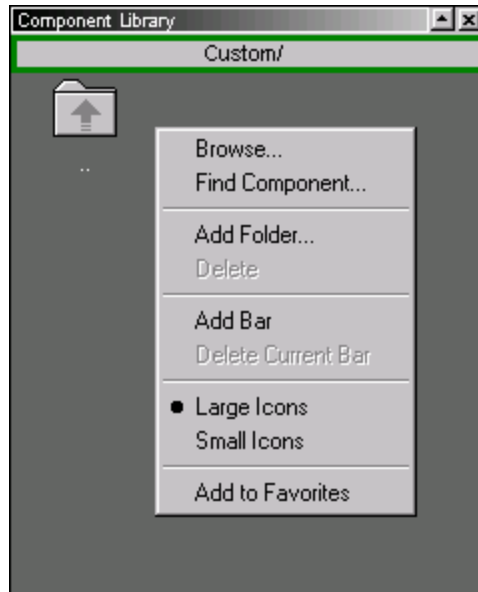 Component Library
Custom/
..
Browse...
Find Component...
Add Folder...
Delete
Add Bar
Delete Current Bar
Large Icons
Small Icons
Add to Favorites